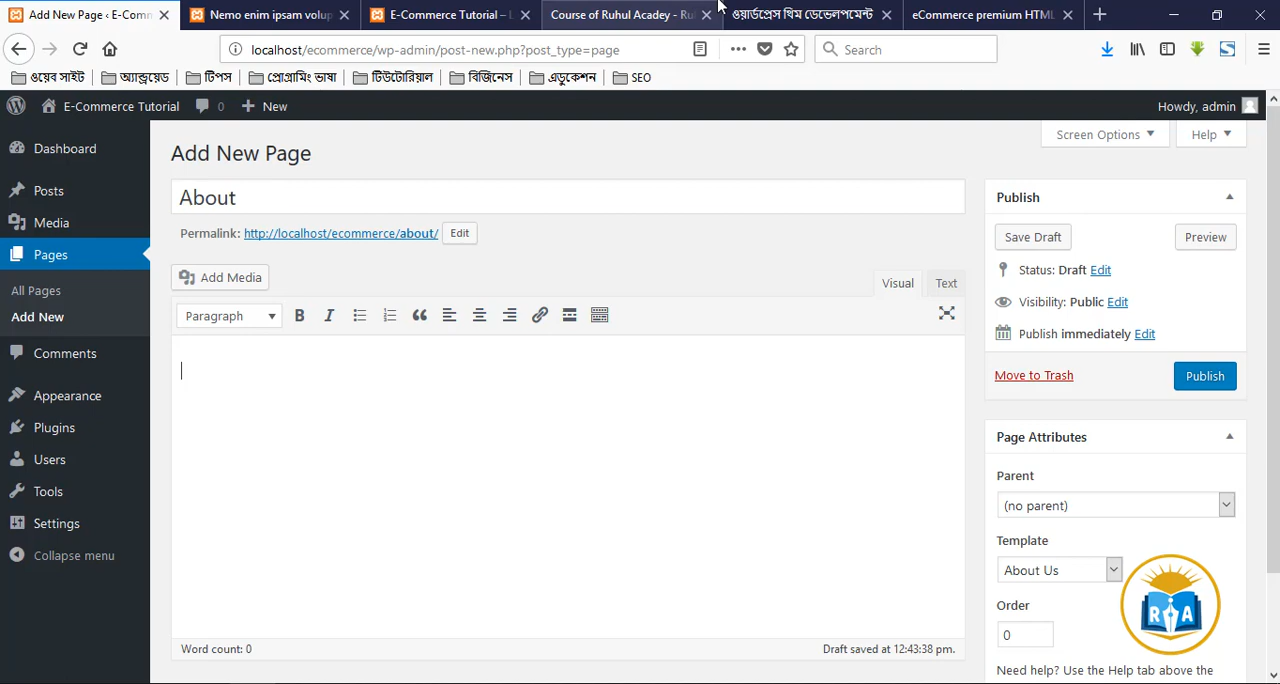 Add New Page ‹ E-Comm
Nemo enim ipsam volup
E-Commerce Tutorial –
Course of Ruhul Acadey - Ru
ওয়ার্ডপ্রেস থিম ডেভেলপমেন্ট
eCommerce premium HTML
localhost/ecommerce/wp-admin/post-new.php?post_type=page
Search
ওয়েব সাইট
অ্যান্ড্রয়েড
টিপস
প্রোগ্রামিং ভাষা
টিউটোরিয়াল
বিজিনেস
এডুকেশন
SEO
E-Commerce Tutorial
0
New
Howdy, admin
Screen Options
Help
Dashboard
Posts
Media
Pages
All Pages
Add New
Comments
Appearance
Plugins
Users
Tools
Settings
Collapse menu
Add New Page
About
Permalink: http://localhost/ecommerce/about/ Edit
Add Media
Visual
Text
Paragraph
Word count: 0
Draft saved at 12:43:38 pm.
Publish
Save Draft
Preview
Status: Draft Edit
Visibility: Public Edit
Publish immediately Edit
Move to Trash
Publish
Page Attributes
Parent
(no parent)
Template
About Us
Order
0
Need help? Use the Help tab above the
R A